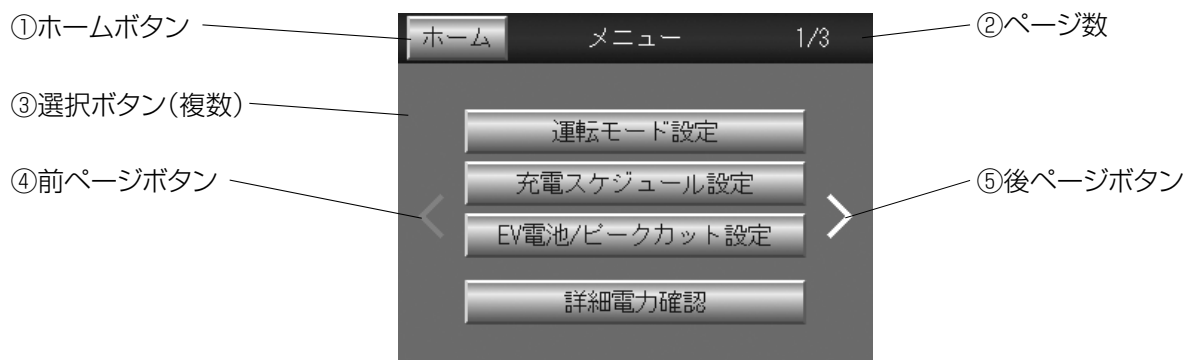 ①ホームボタン
ホーム メニュー 1/3
②ページ数
③選択ボタン(複数)
運転モード設定
④前ページボタン
充電スケジュール設定
⑤後ページボタン
EV電池/ピークカット設定
詳細電力確認